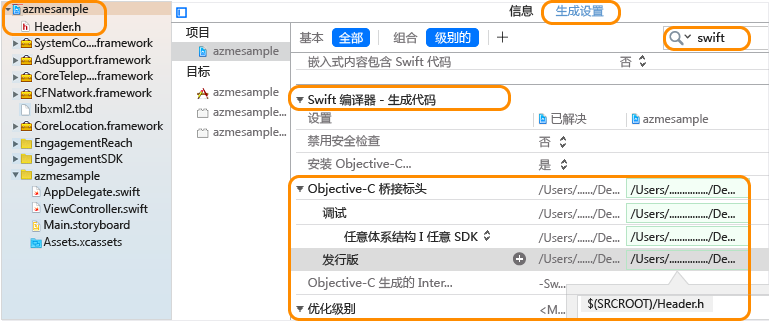 azmesample
Header.h
SystemCo....framework
AdSupport.framework
CoreTelep....framework
CFNatwork.framework
libxml2.tbd
CoreLocation.framework
EngagementReach
EngagementSDK
azmesample
AppDelegate.swift
ViewController.swift
Main.storyboard
Assets.xcassets
项目
azmesample
目标
azmesample
azmesample...
azmesample...
信息 生成设置
基本 全部 组合 级别的 + swift
嵌入式内容包含 Swift 代码 否
Swift 编译器 - 生成代码
设置 已解决 azmesample
禁用安全检查 否
安装 Objective-C... 是
Objective-C 桥接标头 /Users/....../De... /Users/................/De...
调试 /Users/....../De... /Users/................/De...
任意体系结构 I 任意 SDK /Users/....../De... /Users/................/De...
发行版 /Users/....../De... /Users/................/De...
Objective-C 生成的 Inter... -Sw...
$(SRCROOT)/Header.h
优化级别 <M...